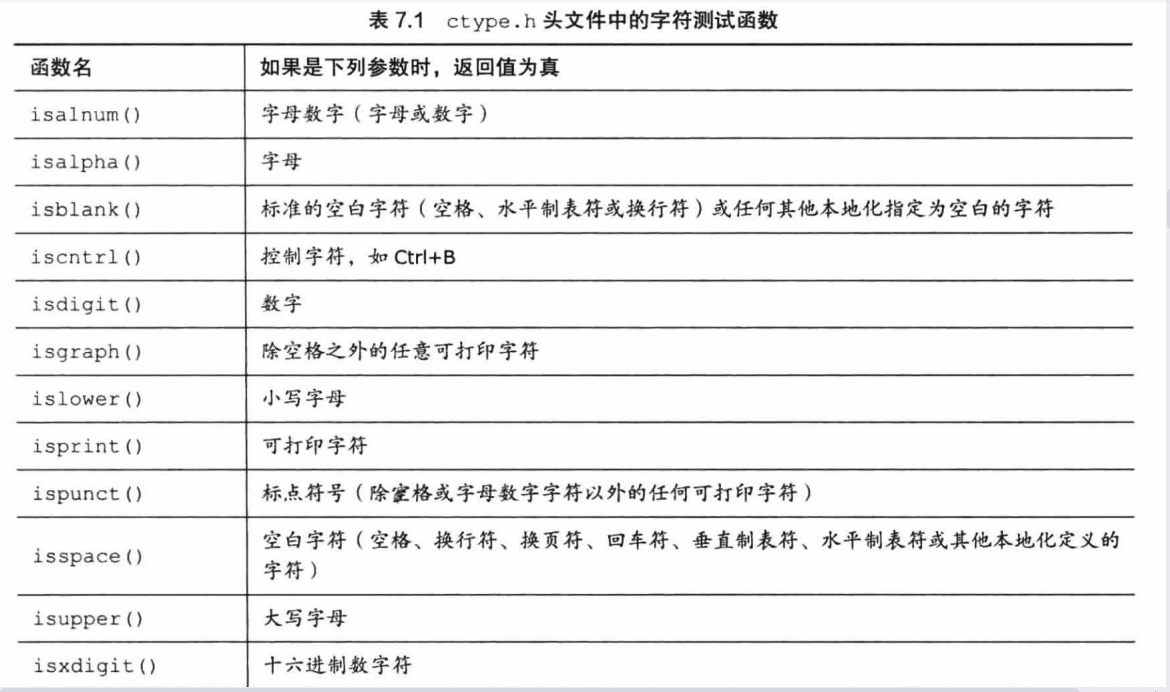 表 7.1 ctype.h 头文件中的字符测试函数
函数名 如果是下列参数时，返回值为真
isalnum() 字母数字（字母或数字）
isalpha() 字母
isblank() 标准的空白字符（空格、水平制表符或换行符）或任何其他本地化指定为空白的字符
iscntrl() 控制字符，如 Ctrl+B
isdigit() 数字
isgraph() 除空格之外的任意可打印字符
islower() 小写字母
isprint() 可打印字符
ispunct() 标点符号（除空格或字母数字字符以外的任何可打印字符）
isspace() 空白字符（空格、换行符、换页符、回车符、垂直制表符、水平制表符或其他本地化定义的
字符）
isupper() 大写字母
isxdigit() 十六进制数字符